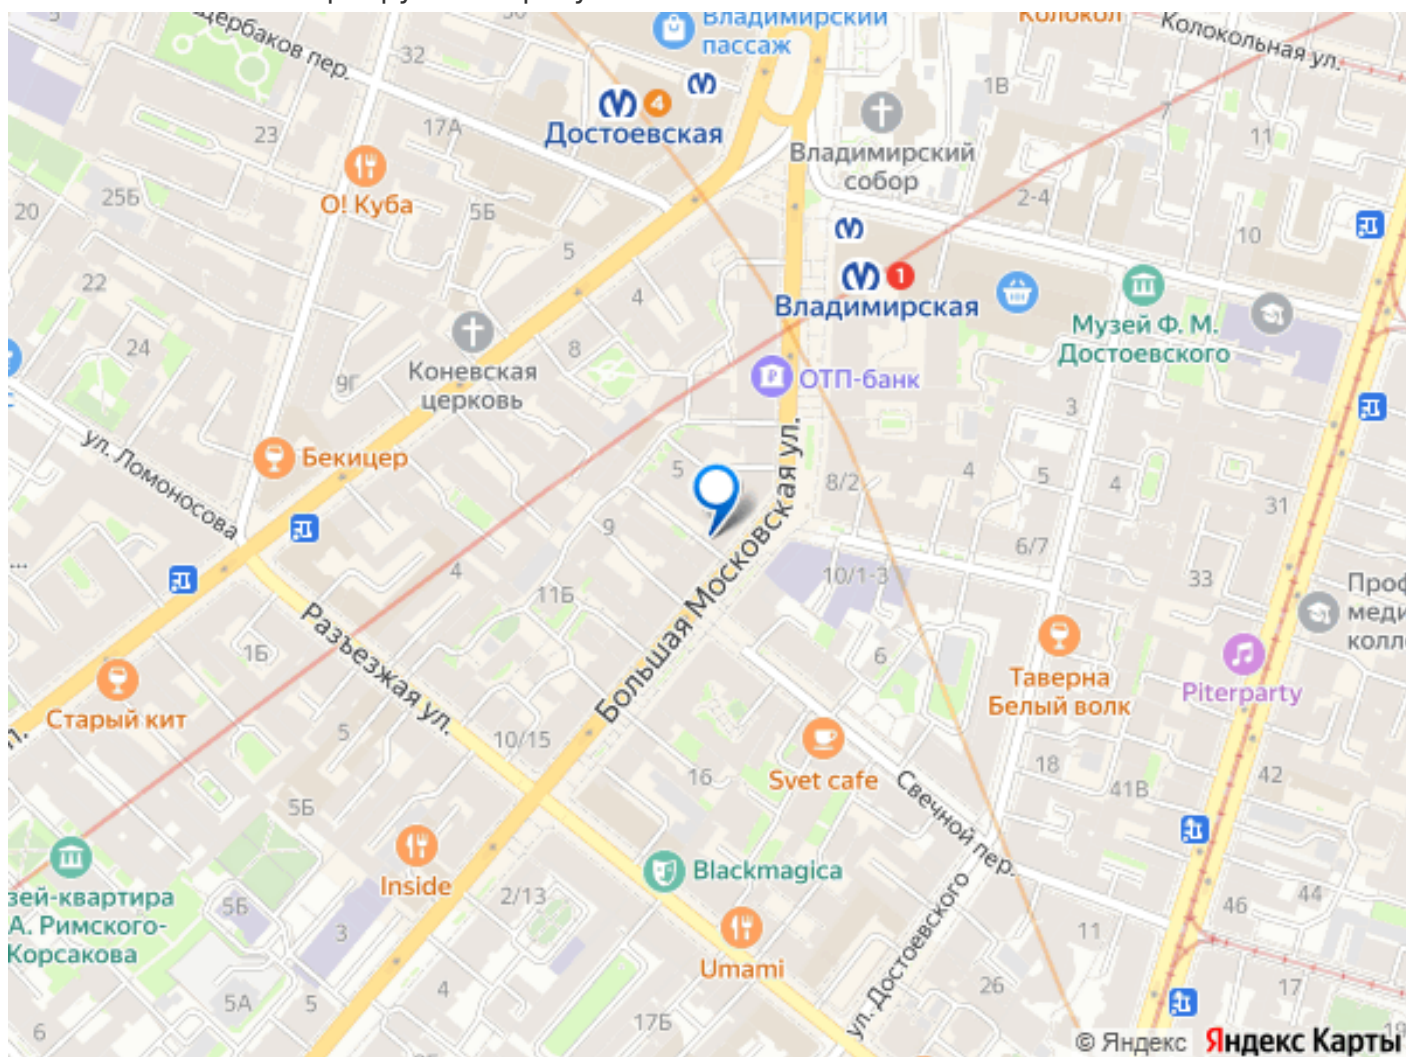 Щербаков пер.
32
Владимирский
пассаж
Колокол
Колокольная ул.
1В
7
11
23
17А
4
Достоевская
Владимирский
собор
О! Куба
25Б
20
5Б
2-4
10
5
22
4
1
Владимирская
Музей Ф. М.
Достоевского
24
8
9Г
Коневская
церковь
ОТП-банк
3
ул. Ломоносова
Бекицер
5
8/2
4
5
4
31
9
Большая Московская ул.
6/7
4
11Б
10/1-3
33
Разъезжая ул.
1Б
6
Таверна
Белый волк
Piterparty
Старый кит
5
10/15
16
Svet cafe
18
41В
42
5Б
Свечной пер.
Inside
Blackmagica
2/13
А. Римского-
Корсакова
5Б
3
Umami
ул. Достоевского
46
44
11
26
17
5А
5
4
17Б
6
19
© Яндекс
Яндекс Карты